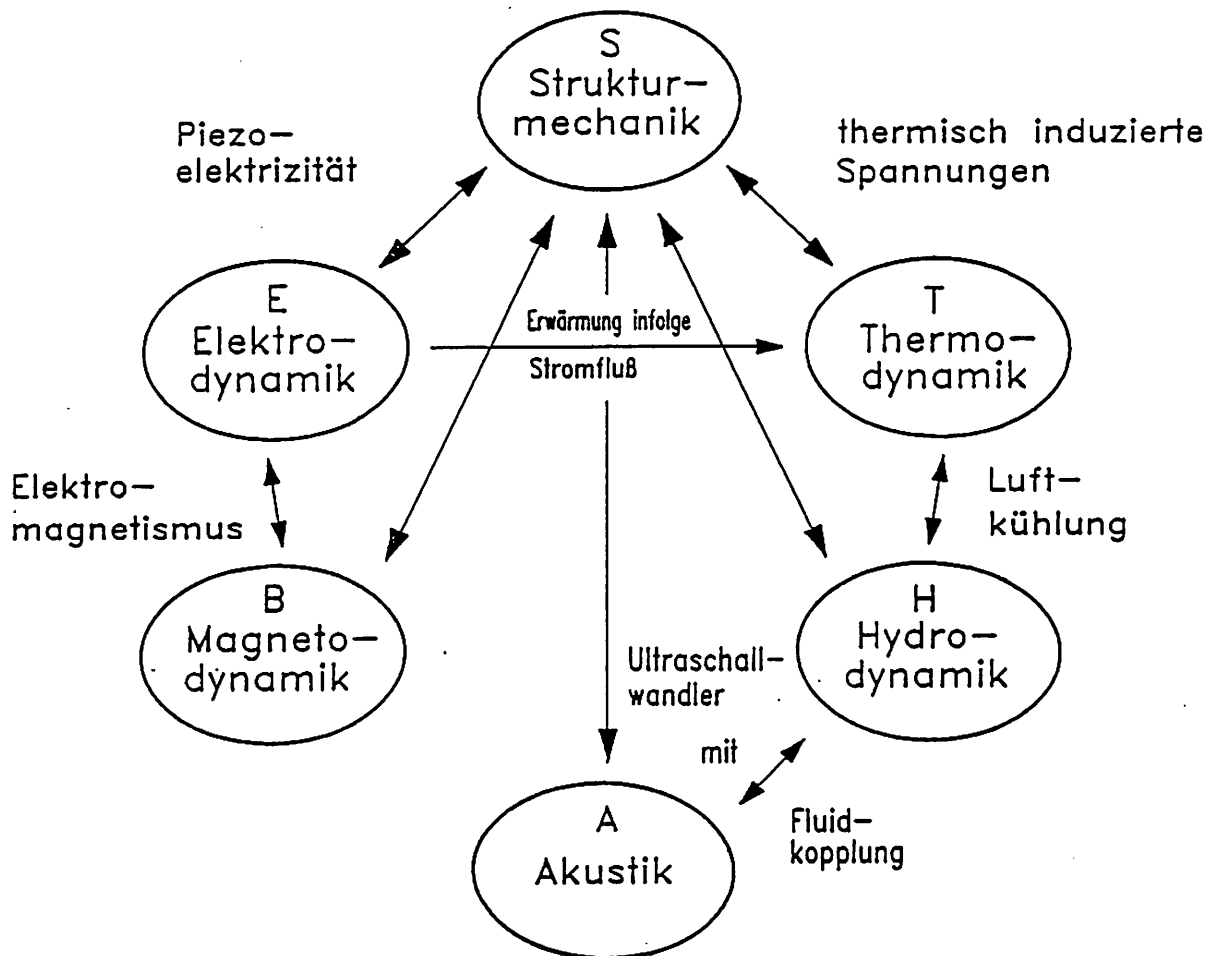 S
Struktur-
mechanik
Piezo-
elektrizität
thermisch induzierte
Spannungen
E
Elektro-
dynamik
Erwärmung infolge
Stromfluß
T
Thermo-
dynamik
Elektro-
magnetismus
Luft-
kühlung
B
Magneto-
dynamik
H
Hydro-
dynamik
Ultraschall-
wandler
mit
Fluid-
kopplung
A
Akustik